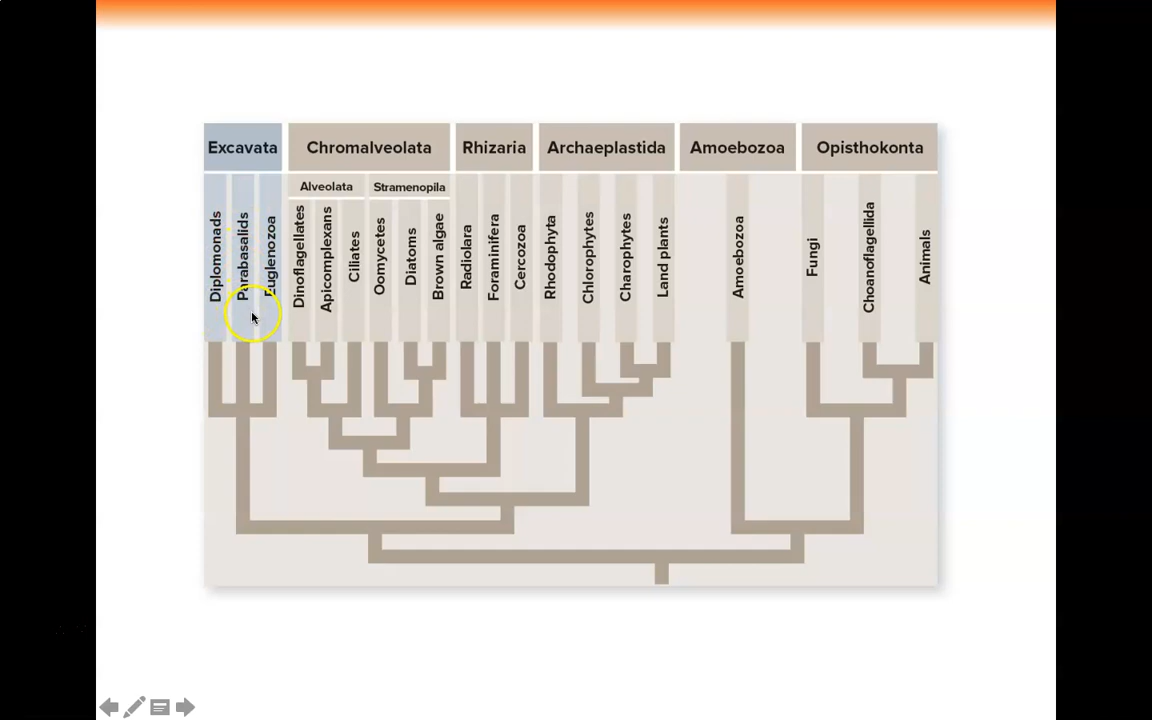 Excavata
Chromalveolata
Rhizaria
Archaeplastida
Amoebozoa
Opisthokonta
Alveolata
Stramenopila
Diplomonads
Parabasalids
Euglenozoa
Dinoflagellates
Apicomplexans
Ciliates
Oomycetes
Diatoms
Brown algae
Radiolara
Foraminifera
Cercozoa
Rhodophyta
Chlorophytes
Charophytes
Land plants
Amoebozoa
Fungi
Choanoflagellida
Animals